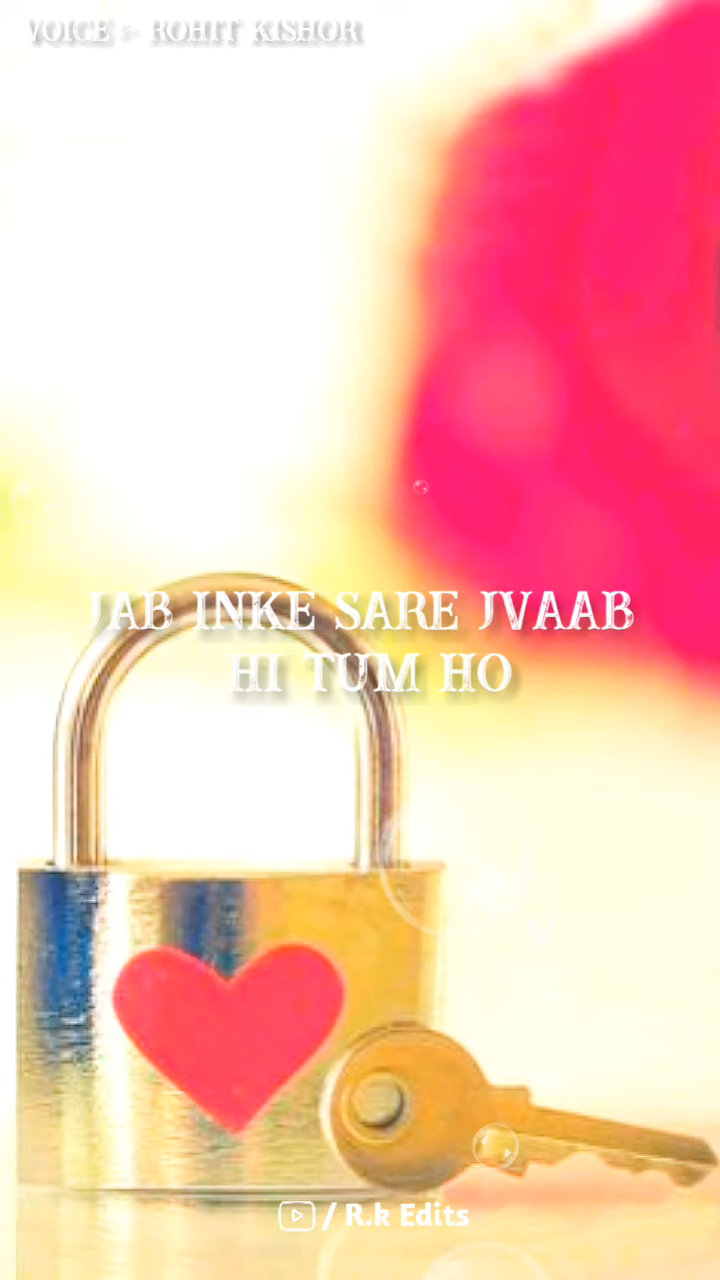 VOICE :- ROHIT KISHOR
JAB INKE SARE JVAAB
HI TUM HO
/ R.k Edits